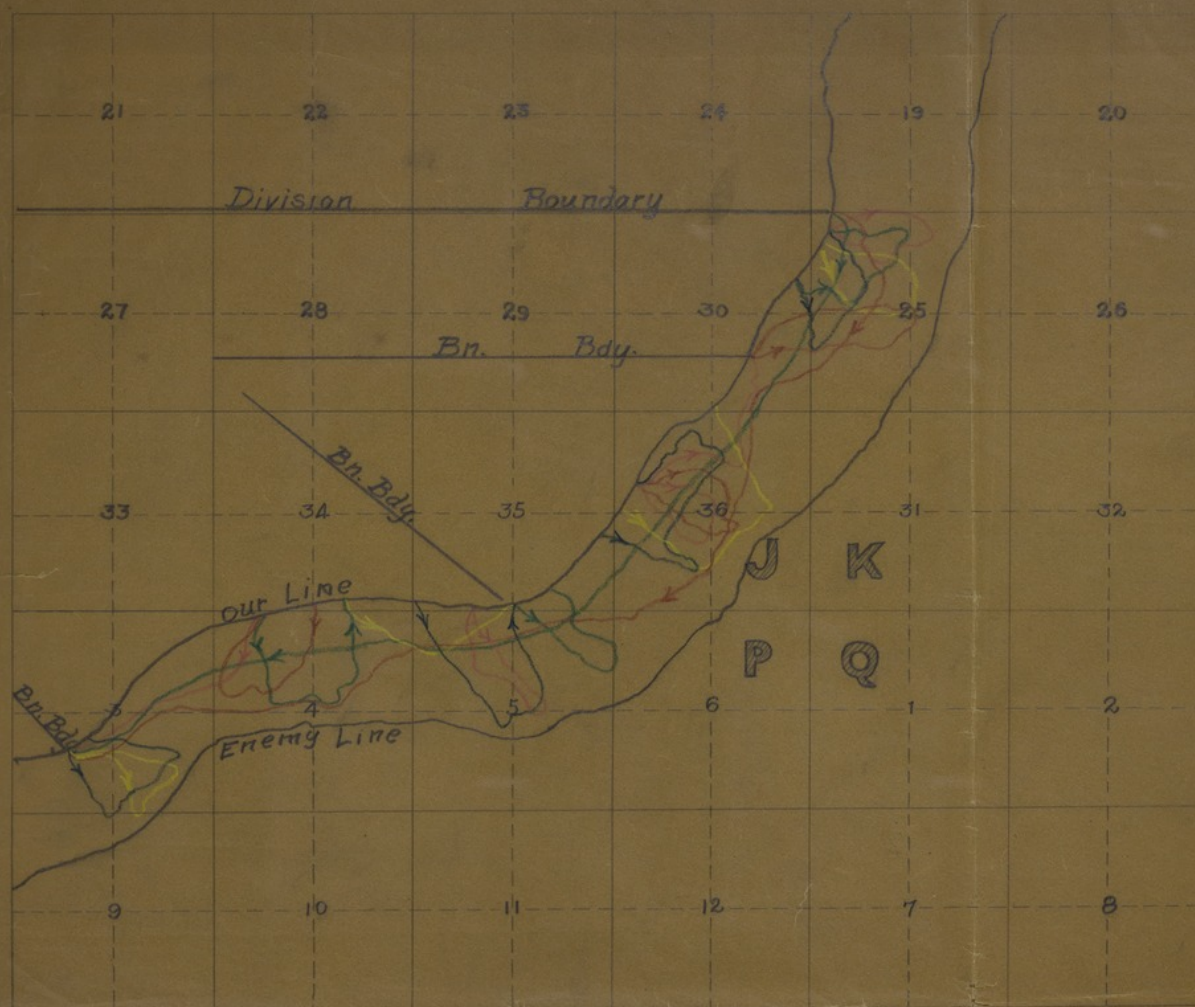 21 22 23 24 19 20
Division Boundary
27 28 29 30 25 26
Bn. Bdy.
Bn. Bdy.
33 34 35 36 31 32
J K
Our Line
P Q
Bn. Bdy.
3 4 5 6 1 2
Enemy Line
9 10 11 12 7 8